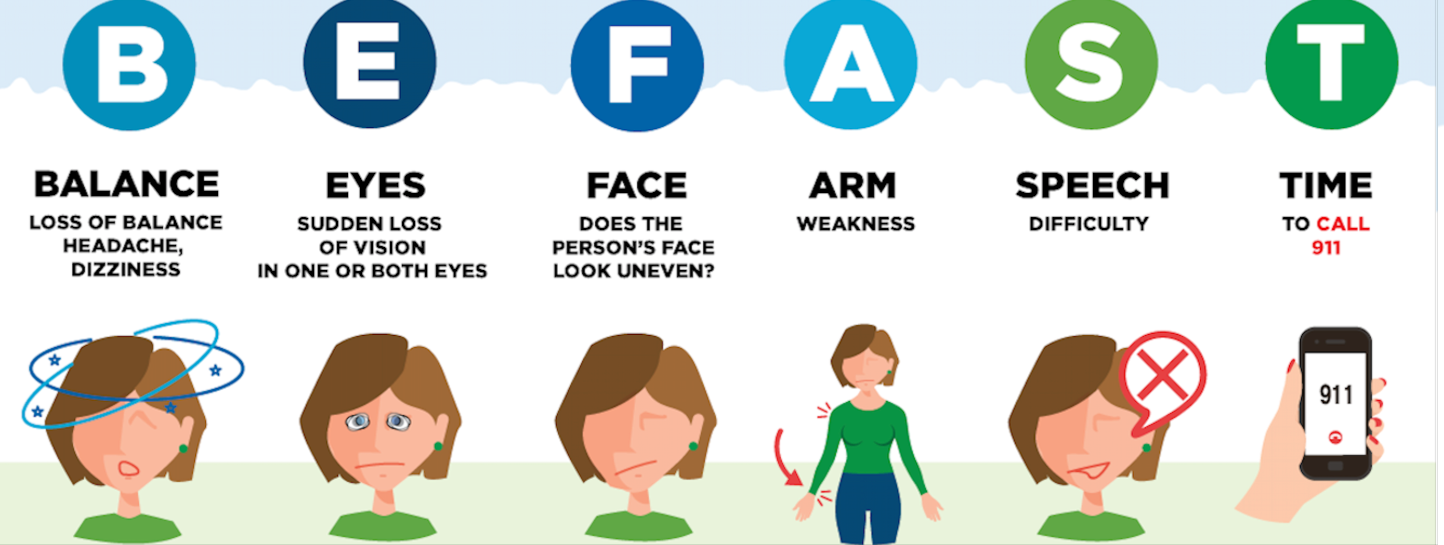 B
E
F
A
S
T
BALANCE
LOSS OF BALANCE
HEADACHE,
DIZZINESS
EYES
SUDDEN LOSS
OF VISION
IN ONE OR BOTH EYES
FACE
DOES THE
PERSON'S FACE
LOOK UNEVEN?
ARM
WEAKNESS
SPEECH
DIFFICULTY
TIME
TO CALL
911
911